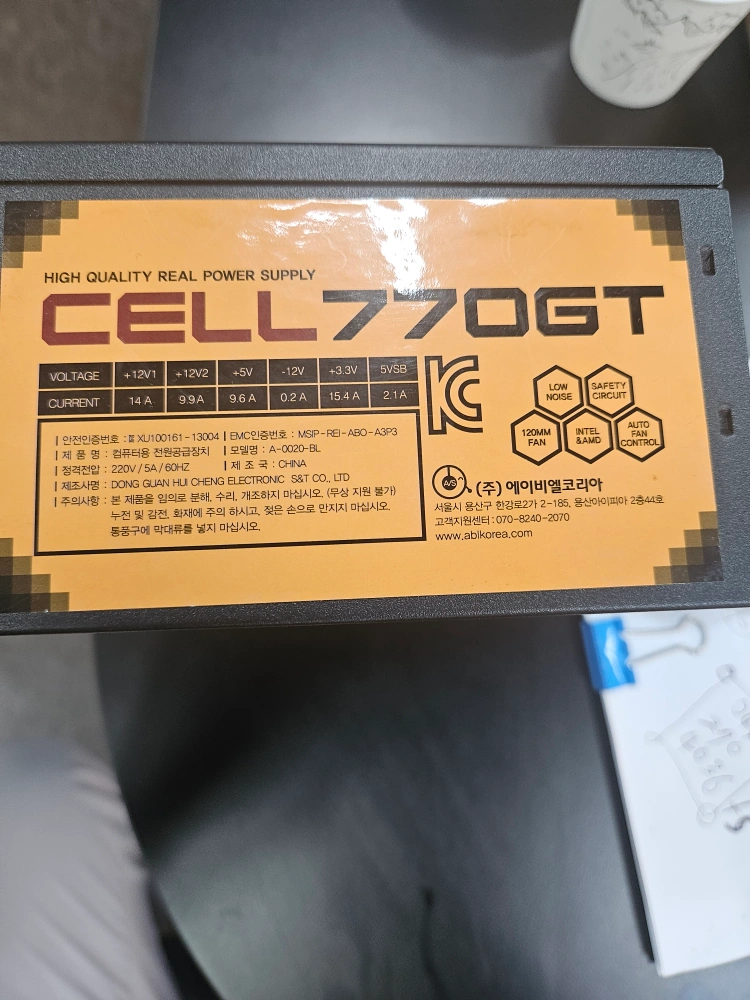 HIGH QUALITY REAL POWER SUPPLY
CELL770GT
VOLTAGE +12V1 +12V2 +5V -12V +3.3V 5VSB
CURRENT 14 A 9.9 A 9.6 A 0.2 A 15.4 A 2.1 A
안전인증번호 : XU100161-13004 | EMC인증번호 : MSIP-REI-ABO-A3P3
제 품 명 : 컴퓨터용 전원공급장치 | 모델명 : A-0020-BL
정격전압 : 220V / 5A / 60HZ | 제 조 국 : CHINA
제조사명 : DONG GUAN HUI CHENG ELECTRONIC S&T CO., LTD
주의사항 : 본 제품을 임의로 분해, 수리, 개조하지 마십시오. (무상 지원 불가)
누전 및 감전, 화재에 주의 하시고, 젖은 손으로 만지지 마십시오.
통풍구에 막대류를 넣지 마십시오.
LOW NOISE
SAFETY CIRCUIT
120MM FAN
INTEL &AMD
AUTO FAN CONTROL
A/S
(주) 에이비엘코리아
서울시 용산구 한강로2가 2-185, 용산아이피아 2층44호
고객지원센터 : 070-8240-2070
www.ablkorea.com